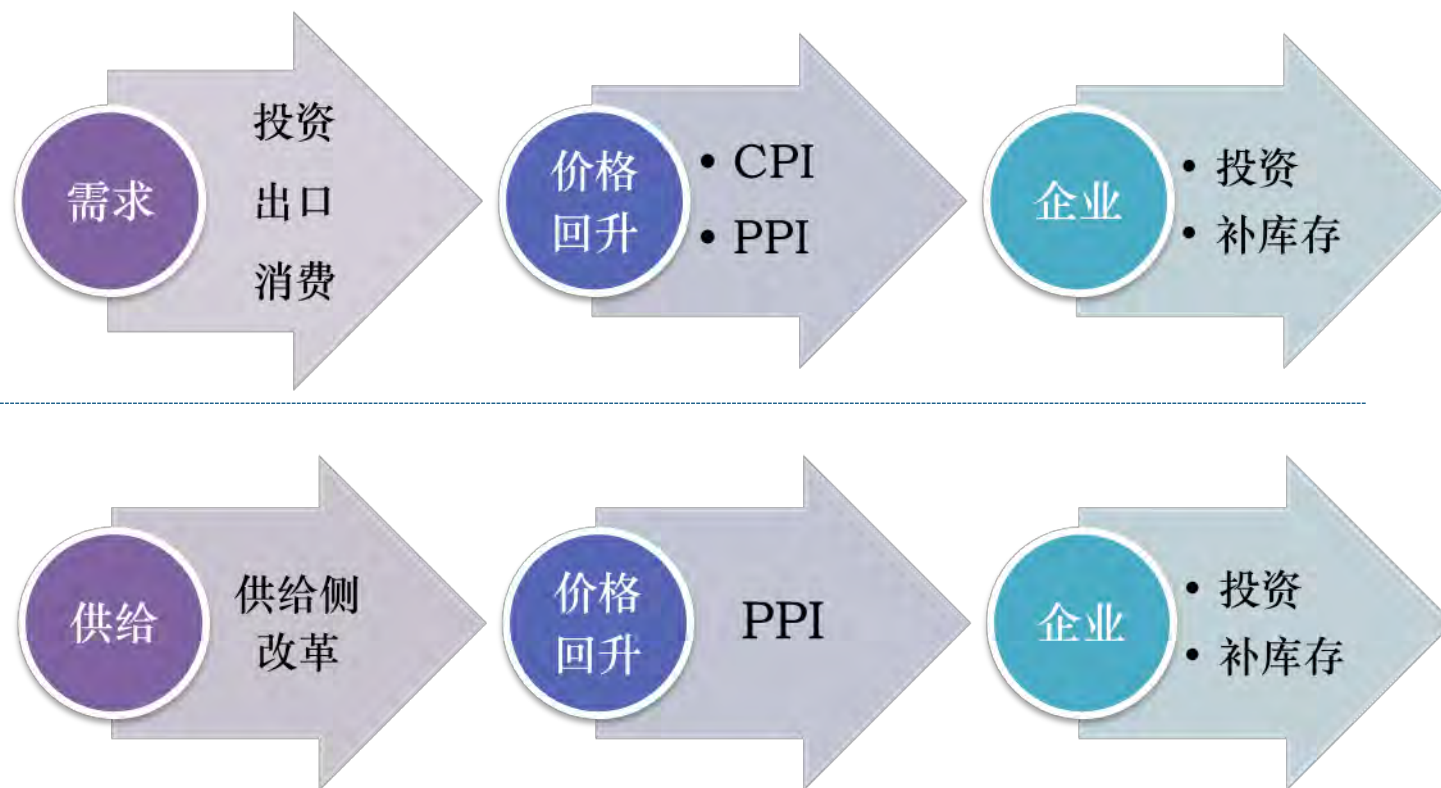 需求
投资
出口
消费
价格
回升
• CPI
• PPI
企业
• 投资
• 补库存
供给
供给侧
改革
价格
回升
PPI
企业
• 投资
• 补库存